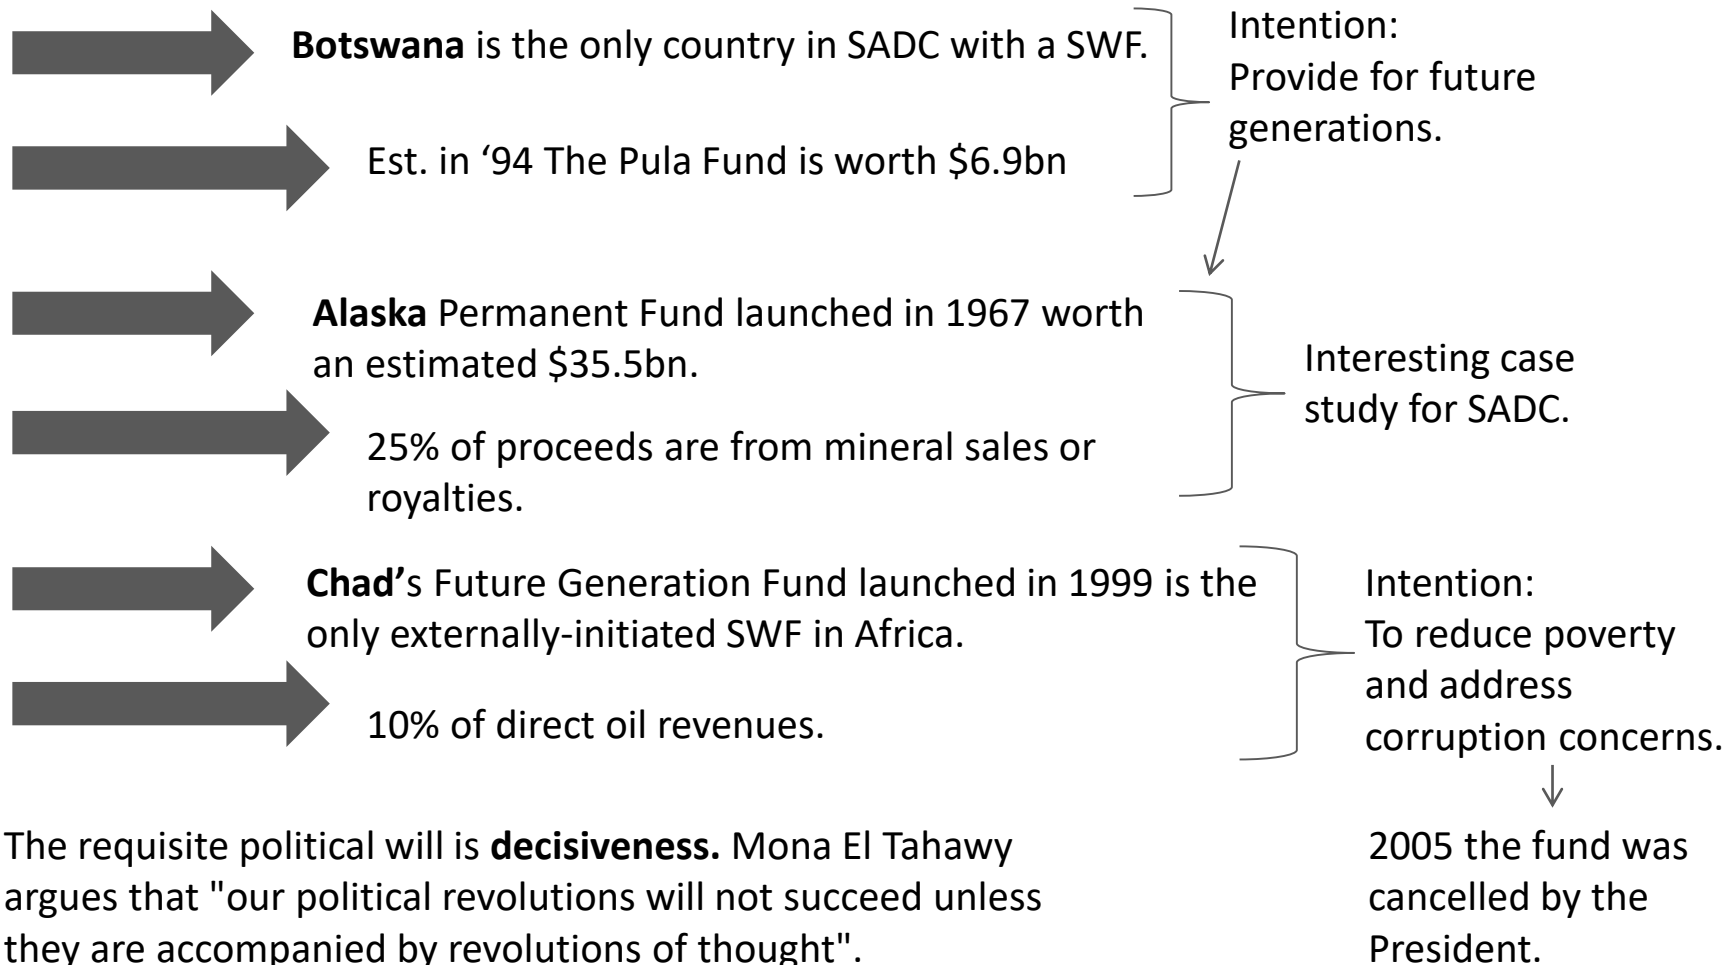 Botswana is the only country in SADC with a SWF.
Est. in ‘94 The Pula Fund is worth $6.9bn
Intention:
Provide for future
generations.
Alaska Permanent Fund launched in 1967 worth
an estimated $35.5bn.
25% of proceeds are from mineral sales or
royalties.
Interesting case
study for SADC.
Chad’s Future Generation Fund launched in 1999 is the
only externally-initiated SWF in Africa.
10% of direct oil revenues.
Intention:
To reduce poverty
and address
corruption concerns.
2005 the fund was
cancelled by the
President.
The requisite political will is decisiveness. Mona El Tahawy
argues that "our political revolutions will not succeed unless
they are accompanied by revolutions of thought".